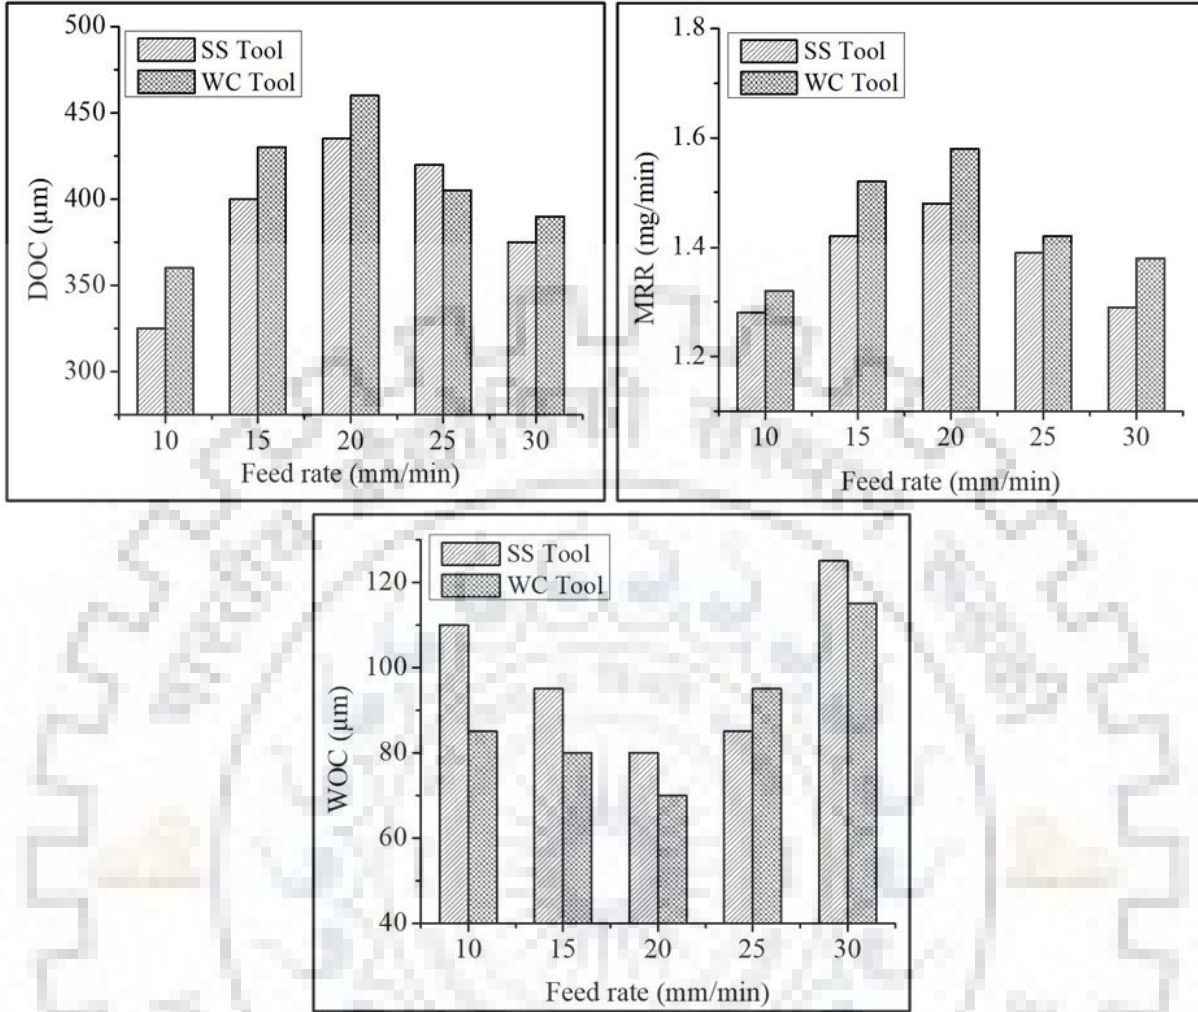 500
450
400
350
300
DOC (µm)
SS Tool
WC Tool
10 15 20 25 30
Feed rate (mm/min)
1.8
1.6
1.4
1.2
MRR (mg/min)
SS Tool
WC Tool
10 15 20 25 30
Feed rate (mm/min)
120
100
80
60
40
WOC (µm)
SS Tool
WC Tool
10 15 20 25 30
Feed rate (mm/min)